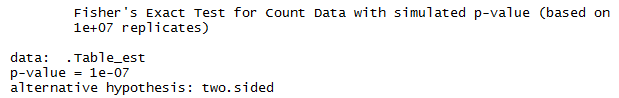 Fisher's Exact Test for Count Data with simulated p-value (based on
1e+07 replicates)
data:  .Table_est
p-value = 1e-07
alternative hypothesis: two.sided